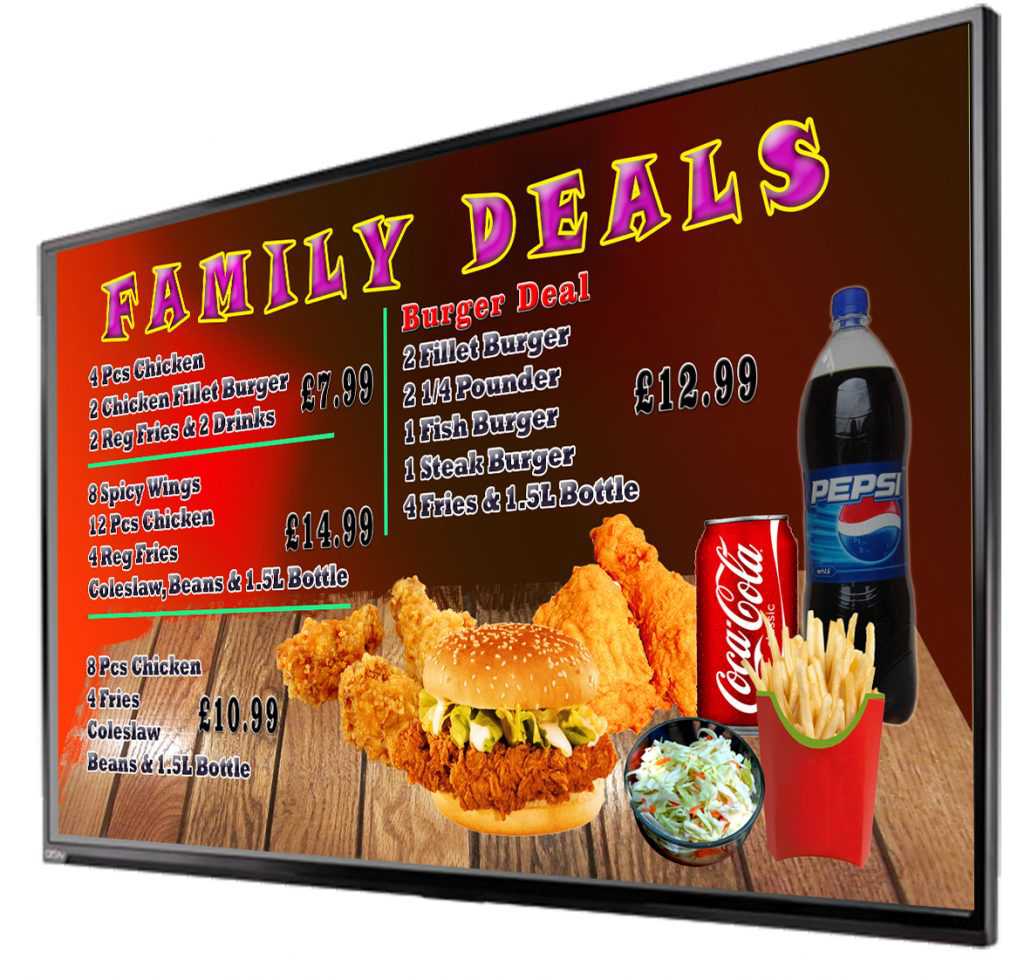 FAMILY DEALS
4 Pcs Chicken
2 Chicken Fillet Burger
2 Reg Fries & 2 Drinks
£7.99
8 Spicy Wings
12 Pcs Chicken
4 Reg Fries
Coleslaw, Beans & 1.5L Bottle
£14.99
8 Pcs Chicken
4 Fries
Coleslaw
Beans & 1.5L Bottle
£10.99
Burger Deal
2 Fillet Burger
2 1/4 Pounder
1 Fish Burger
1 Steak Burger
4 Fries & 1.5L Bottle
£12.99
PEPSI
Coca-Cola
classic